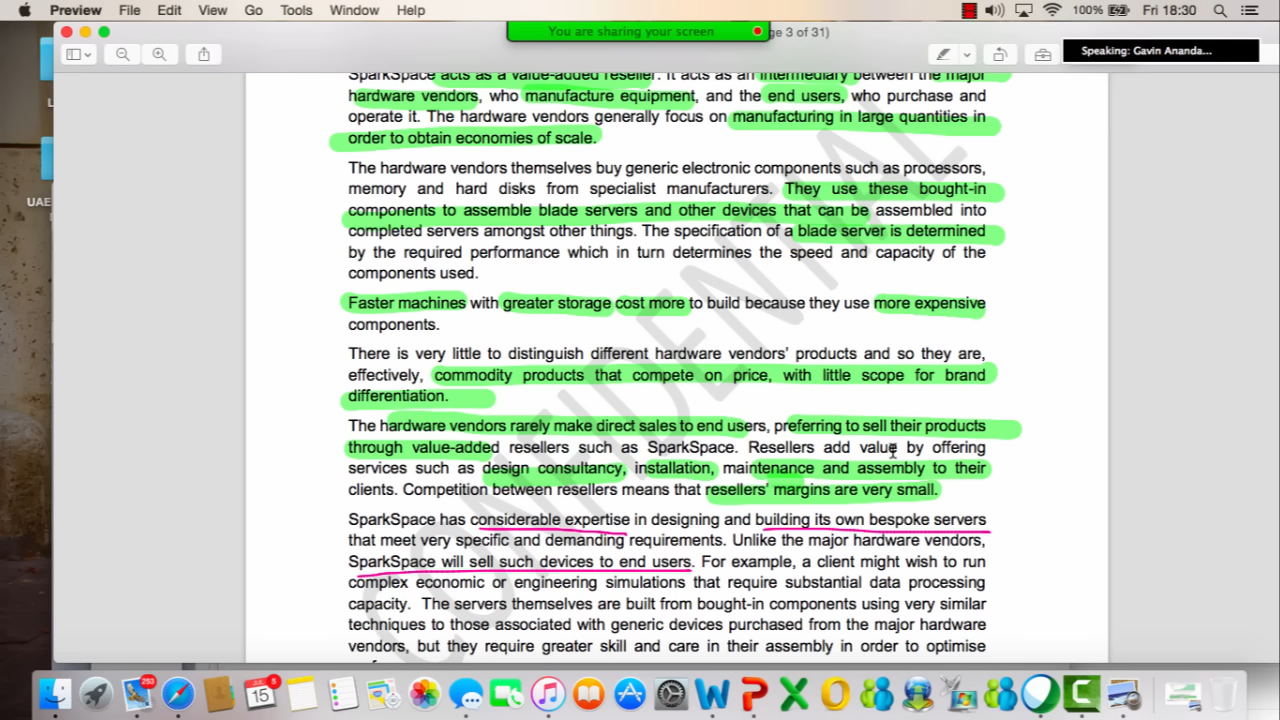 Preview File Edit View Go Tools Window Help 100% Fri 18:30
You are sharing your screen ge 3 of 31)
Speaking: Gavin Ananda...
SparkSpace acts as a value-added reseller. It acts as an intermediary between the major
hardware vendors, who manufacture equipment, and the end users, who purchase and
operate it. The hardware vendors generally focus on manufacturing in large quantities in
order to obtain economies of scale.
The hardware vendors themselves buy generic electronic components such as processors,
memory and hard disks from specialist manufacturers. They use these bought-in
components to assemble blade servers and other devices that can be assembled into
completed servers amongst other things. The specification of a blade server is determined
by the required performance which in turn determines the speed and capacity of the
components used.
Faster machines with greater storage cost more to build because they use more expensive
components.
There is very little to distinguish different hardware vendors' products and so they are,
effectively, commodity products that compete on price, with little scope for brand
differentiation.
The hardware vendors rarely make direct sales to end users, preferring to sell their products
through value-added resellers such as SparkSpace. Resellers add value by offering
services such as design consultancy, installation, maintenance and assembly to their
clients. Competition between resellers means that resellers' margins are very small.
SparkSpace has considerable expertise in designing and building its own bespoke servers
that meet very specific and demanding requirements. Unlike the major hardware vendors,
SparkSpace will sell such devices to end users. For example, a client might wish to run
complex economic or engineering simulations that require substantial data processing
capacity. The servers themselves are built from bought-in components using very similar
techniques to those associated with generic devices purchased from the major hardware
vendors, but they require greater skill and care in their assembly in order to optimise
CONFIDENTIAL
UAE
293
JUL
15
5